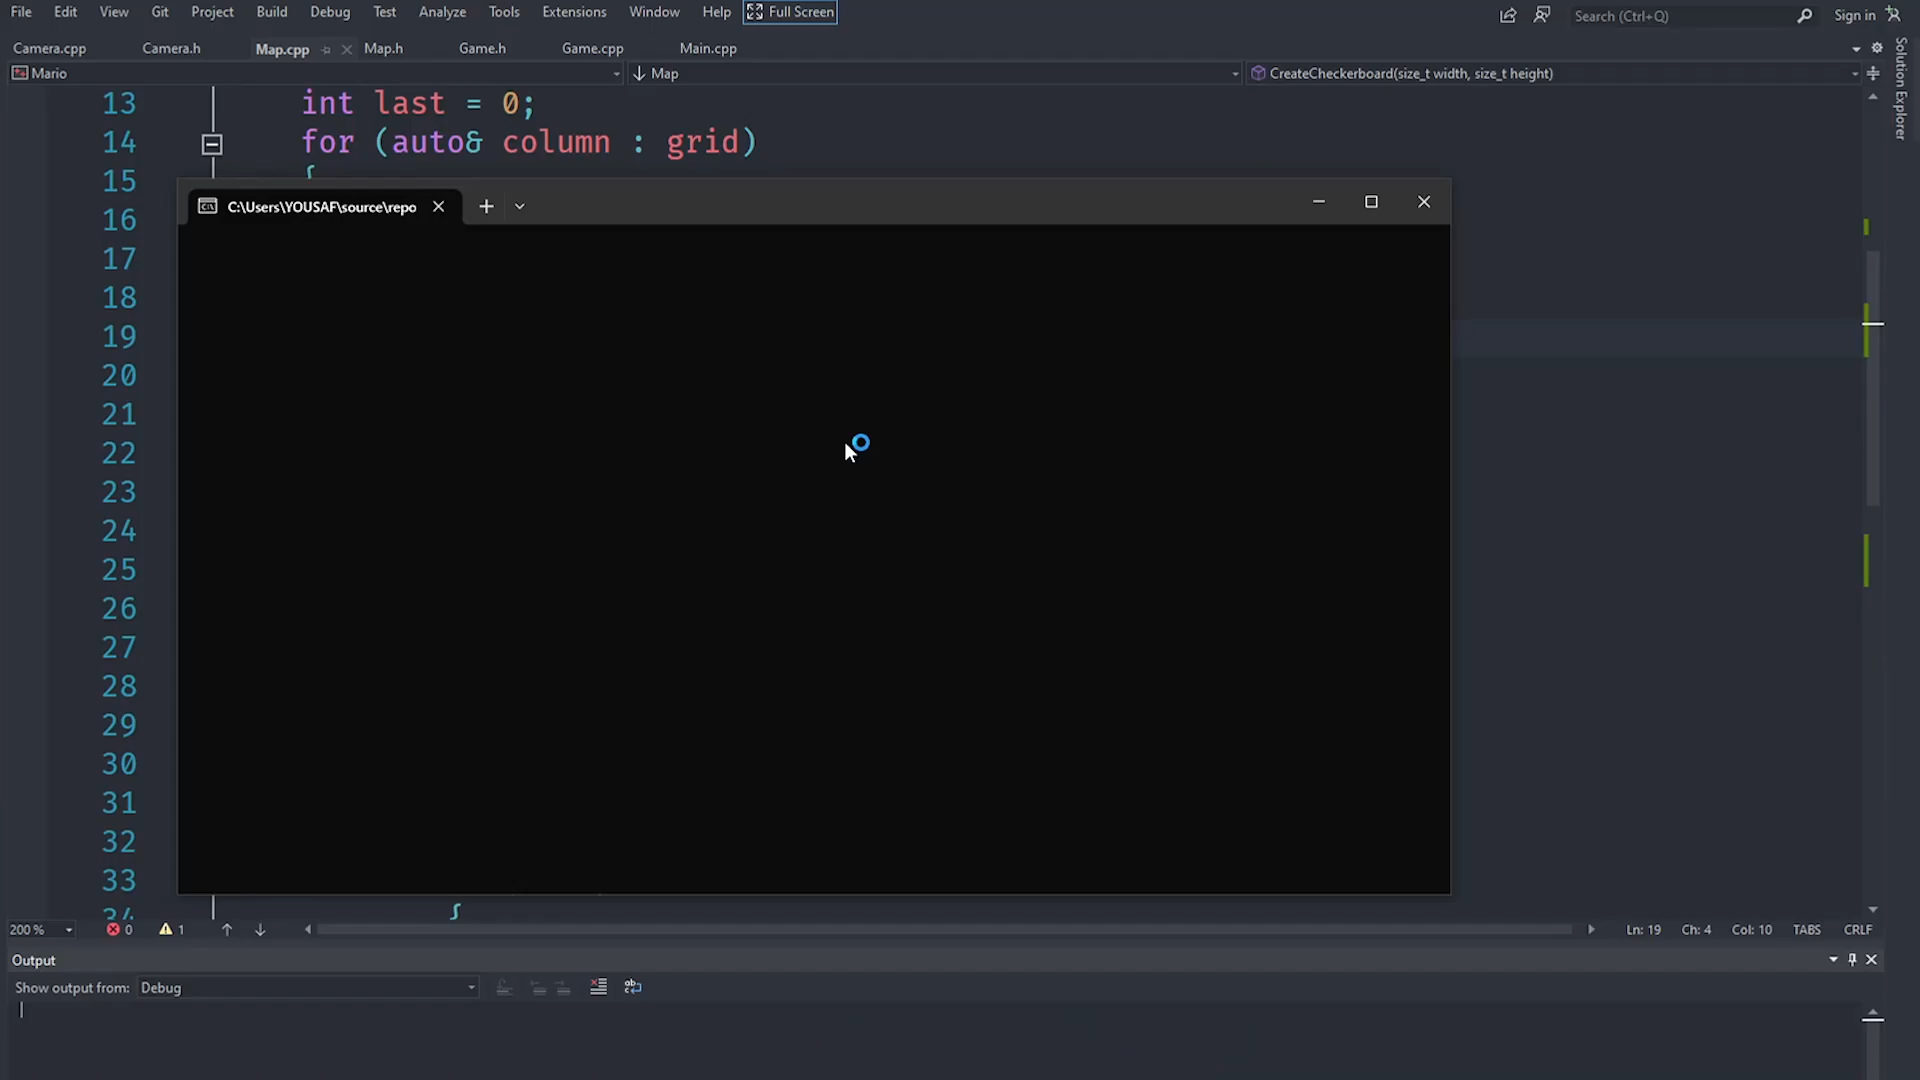 File Edit View Git Project Build Debug Test Analyze Tools Extensions Window Help Full Screen Search (Ctrl+Q) Sign in
Camera.cpp Camera.h Map.cpp Map.h Game.h Game.cpp Main.cpp
Mario Map CreateCheckerboard(size_t width, size_t height)
Solution Explorer
13 int last = 0;
14 for (auto& column : grid)
15 {
C:\Users\YOUSAF\source\repo
16
17
18
19
20
21
22
23
24
25
26
27
28
29
30
31
32
33
34 {
200 % 0 1 Ln: 19 Ch: 4 Col: 10 TABS CRLF
Output
Show output from: Debug